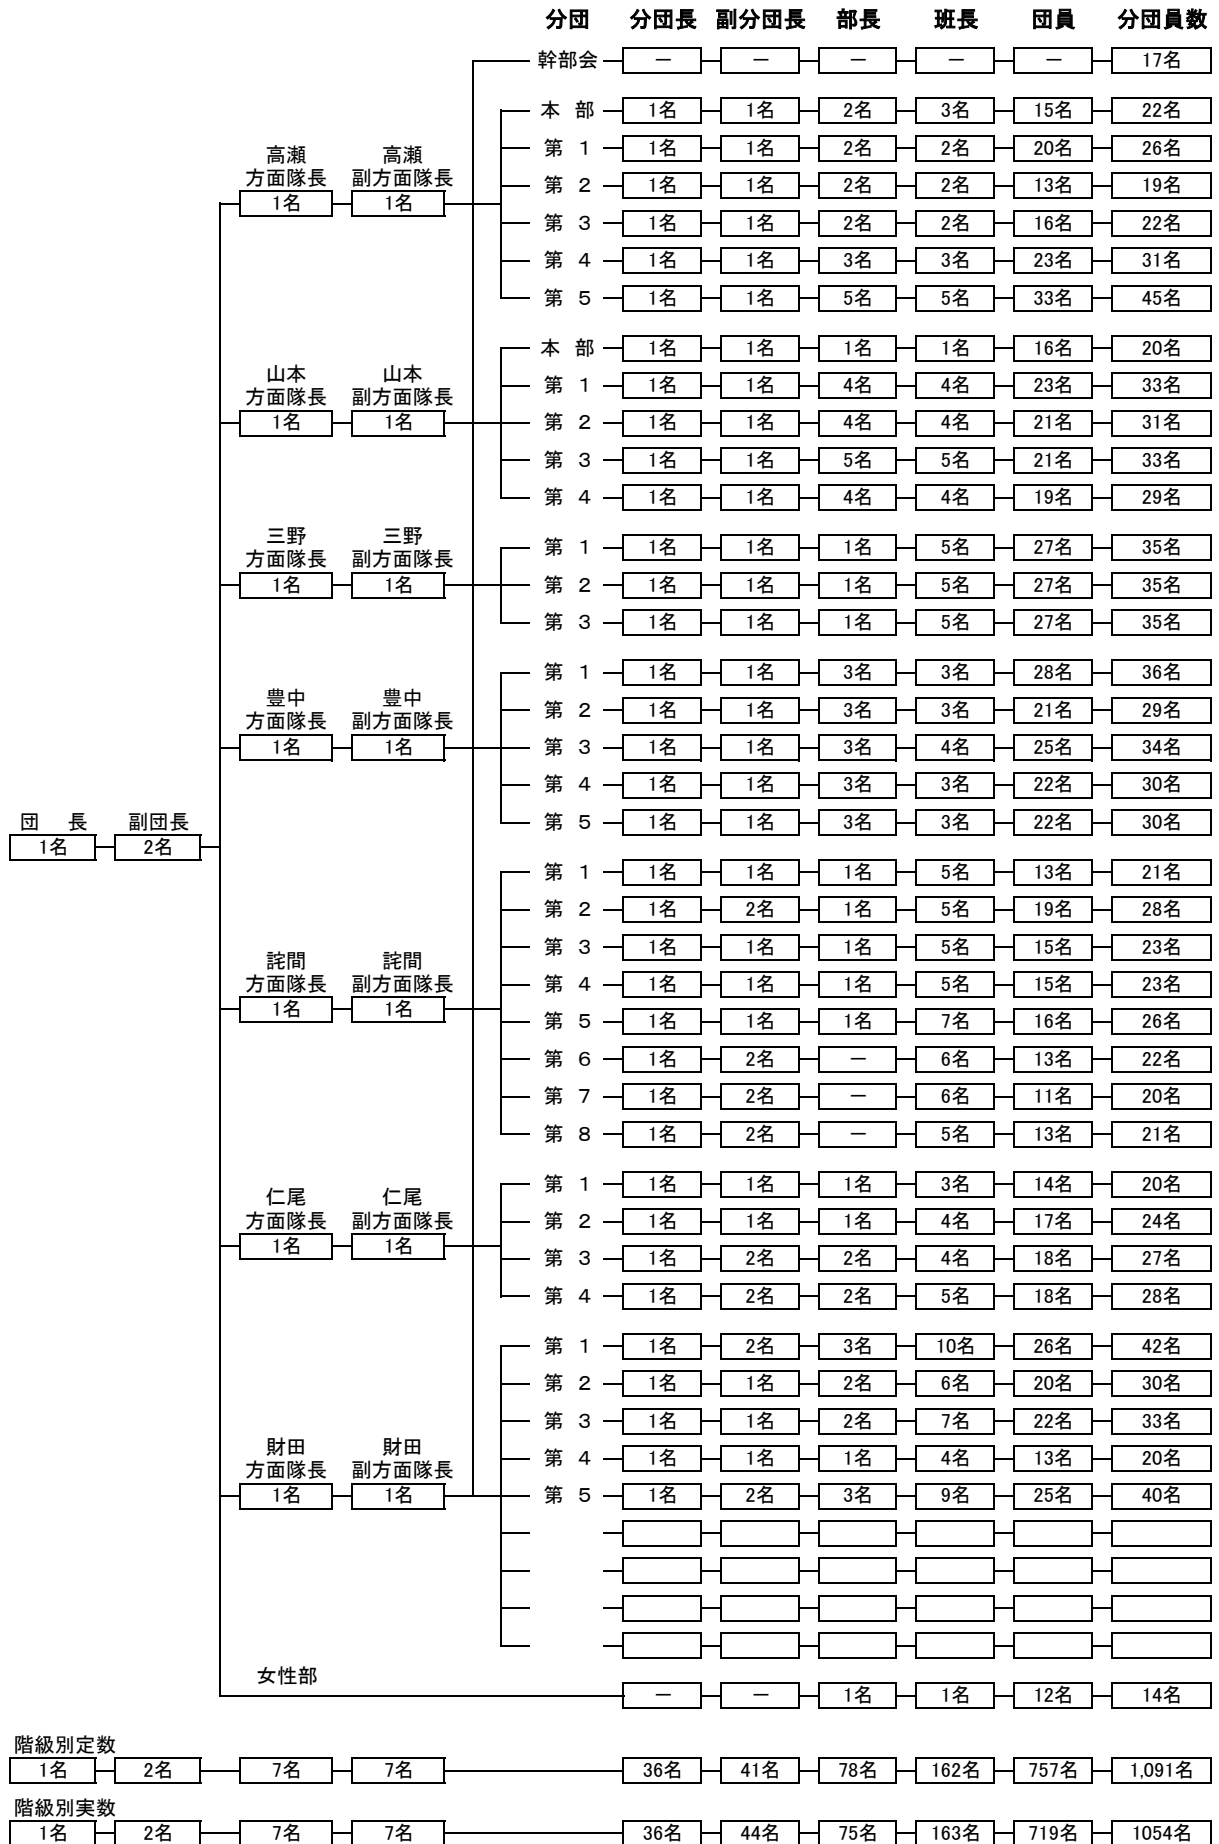 分団 分団長 副分団長 部長 班長 団員 分団員数
幹部会 － － － － － 17名
本 部 1名 1名 2名 3名 15名 22名
第 1 1名 1名 2名 2名 20名 26名
高瀬 高瀬
方面隊長 副方面隊長
第 2 1名 1名 2名 2名 13名 19名
1名 1名
第 3 1名 1名 2名 2名 16名 22名
第 4 1名 1名 3名 3名 23名 31名
第 5 1名 1名 5名 5名 33名 45名
本 部 1名 1名 1名 1名 16名 20名
山本 山本
方面隊長 副方面隊長
第 1 1名 1名 4名 4名 23名 33名
1名 1名 第 2 1名 1名 4名 4名 21名 31名
第 3 1名 1名 5名 5名 21名 33名
第 4 1名 1名 4名 4名 19名 29名
三野 三野
方面隊長 副方面隊長
第 1 1名 1名 1名 5名 27名 35名
1名 1名 第 2 1名 1名 1名 5名 27名 35名
第 3 1名 1名 1名 5名 27名 35名
第 1 1名 1名 3名 3名 28名 36名
豊中 豊中
方面隊長 副方面隊長
第 2 1名 1名 3名 3名 21名 29名
1名 1名 第 3 1名 1名 3名 4名 25名 34名
第 4 1名 1名 3名 3名 22名 30名
団 長 副団長 第 5 1名 1名 3名 3名 22名 30名
1名 2名
第 1 1名 1名 1名 5名 13名 21名
第 2 1名 2名 1名 5名 19名 28名
第 3 1名 1名 1名 5名 15名 23名
詫間 詫間
方面隊長 副方面隊長
第 4 1名 1名 1名 5名 15名 23名
1名 1名
第 5 1名 1名 1名 7名 16名 26名
第 6 1名 2名 － 6名 13名 22名
第 7 1名 2名 － 6名 11名 20名
第 8 1名 2名 － 5名 13名 21名
第 1 1名 1名 1名 3名 14名 20名
仁尾 仁尾
方面隊長 副方面隊長
第 2 1名 1名 1名 4名 17名 24名
1名 1名
第 3 1名 2名 2名 4名 18名 27名
第 4 1名 2名 2名 5名 18名 28名
第 1 1名 2名 3名 10名 26名 42名
第 2 1名 1名 2名 6名 20名 30名
第 3 1名 1名 2名 7名 22名 33名
財田 財田
方面隊長 副方面隊長
第 4 1名 1名 1名 4名 13名 20名
1名 1名 第 5 1名 2名 3名 9名 25名 40名
女性部
－ － 1名 1名 12名 14名
階級別定数
1名 2名 7名 7名 36名 41名 78名 162名 757名 1,091名
階級別実数
1名 2名 7名 7名 36名 44名 75名 163名 719名 1054名